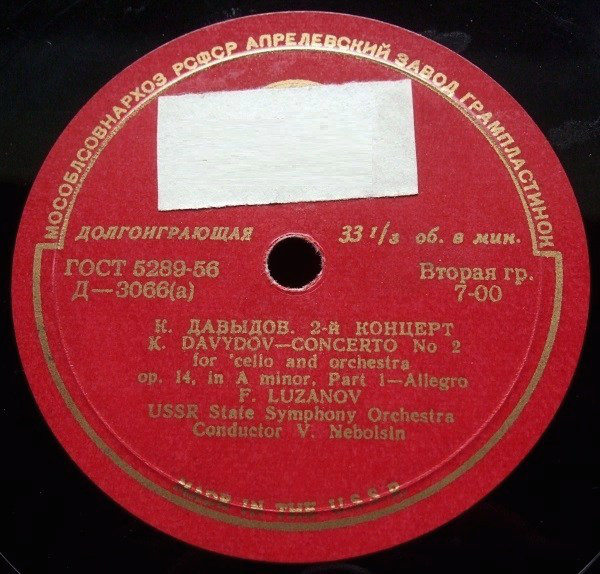 МОСОБЛСОВНАРХОЗ РСФСР АПРЕЛЕВСКИЙ ЗАВОД ГРАМПЛАСТИНОК
ДОЛГОИГРАЮЩАЯ 33 1/3 об. в мин.
ГОСТ 5289-56 Вторая гр.
Д—3066(а) 7-00
К. ДАВЫДОВ. 2-й КОНЦЕРТ
K. DAVYDOV—CONCERTO No 2
for 'cello and orchestra
op. 14, in A minor. Part 1—Allegro
F. LUZANOV
USSR State Symphony Orchestra
Conductor V. Nebolsin
MADE IN THE U.S.S.R